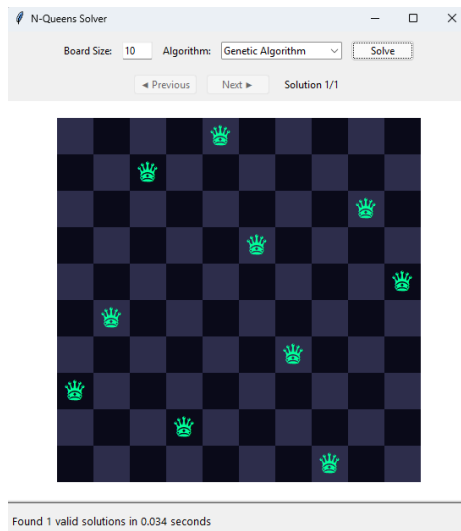 N-Queens Solver
Board Size: 10 Algorithm: Genetic Algorithm Solve
◄ Previous Next ► Solution 1/1
Found 1 valid solutions in 0.034 seconds